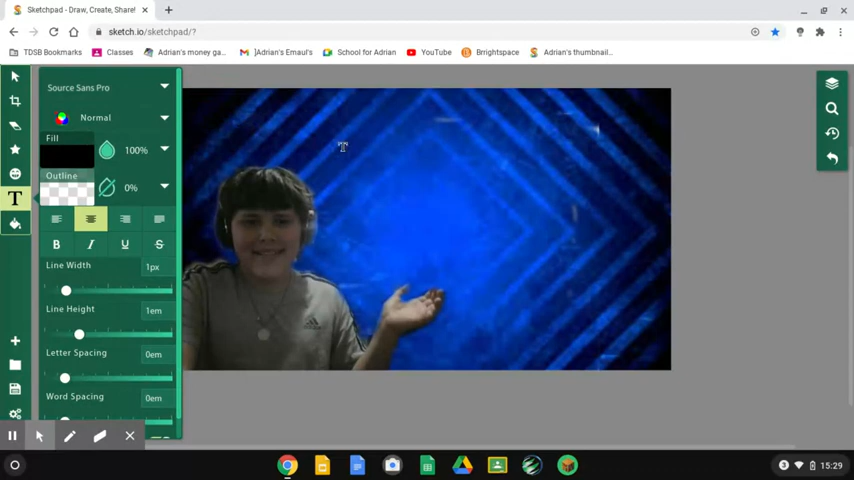 Sketchpad - Draw, Create, Share!
sketch.io/sketchpad/?
TDSB Bookmarks
Classes
Adrian's money ga...
]Adrian's Emaul's
School for Adrian
YouTube
Brrightspace
Adrian's thumbnail...
Source Sans Pro
Normal
Fill
100%
Outline
0%
T
B I U S
Line Width
1px
Line Height
1em
Letter Spacing
0em
Word Spacing
0em
3
15:29